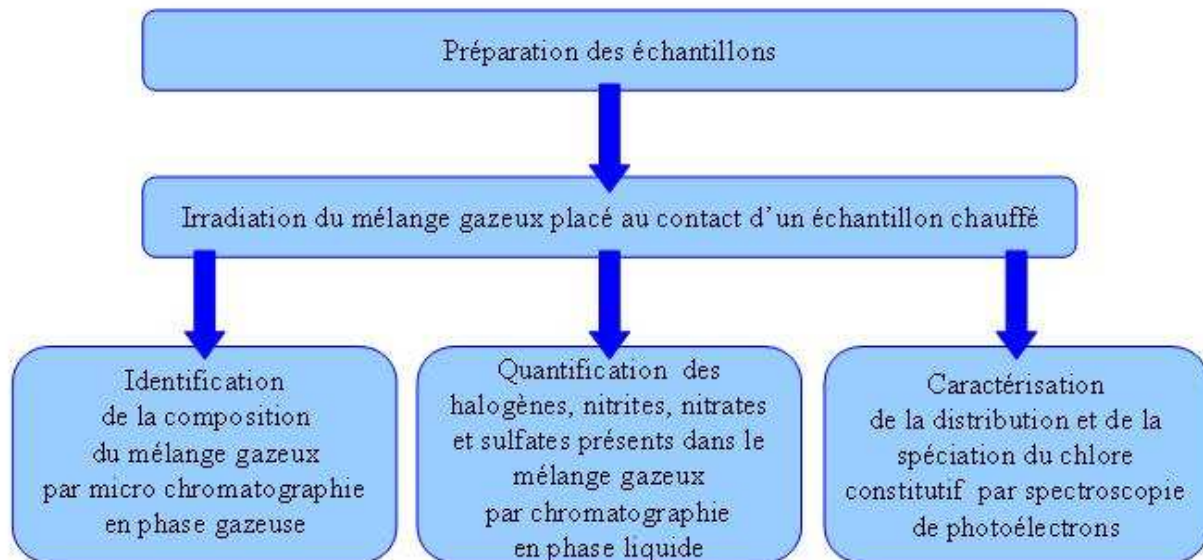 Préparation des échantillons
Irradiation du mélange gazeux placé au contact d’un échantillon chauffé
Identification
de la composition
du mélange gazeux
par micro chromatographie
en phase gazeuse
Quantification des
halogènes, nitrites, nitrates
et sulfates présents dans le
mélange gazeux
par chromatographie
en phase liquide
Caractérisation
de la distribution et de la
spéciation du chlore
constitutif par spectroscopie
de photoélectrons